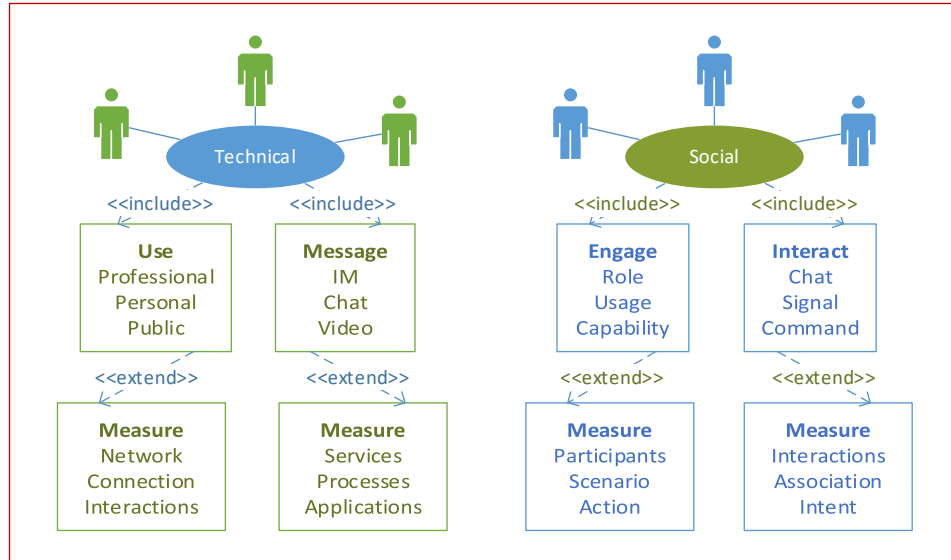 Technical
<<include>>
<<include>>
Use
Professional
Personal
Public
Message
IM
Chat
Video
<<extend>>
<<extend>>
Measure
Network
Connection
Interactions
Measure
Services
Processes
Applications
Social
<<include>>
<<include>>
Engage
Role
Usage
Capability
Interact
Chat
Signal
Command
<<extend>>
<<extend>>
Measure
Participants
Scenario
Action
Measure
Interactions
Association
Intent